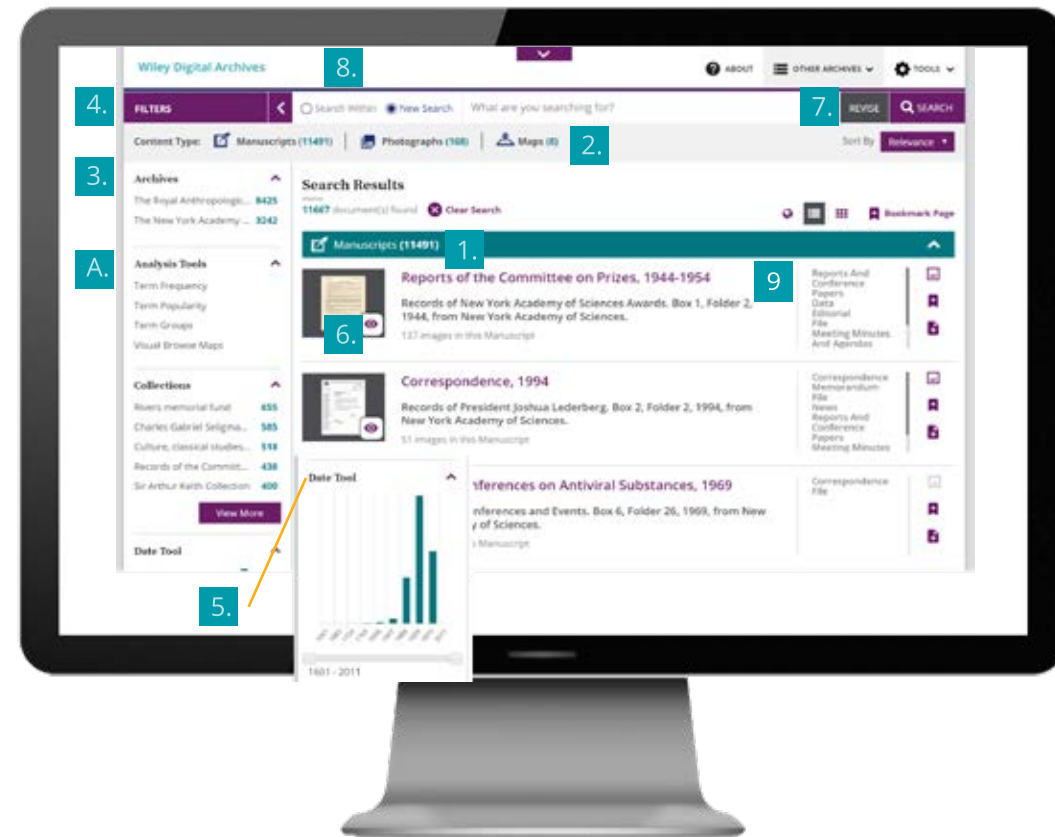 Wiley Digital Archives
8.
ABOUT
OTHER ARCHIVES
TOOLS
4.
FILTERS
Search Within
New Search
What are you searching for?
7.
REVISE
SEARCH
Content Type:
Manuscripts (11491)
Photographs (168)
Maps (8)
2.
Sort By
Relevance
3.
Archives
The Royal Anthropologic... 8425
The New York Academy ... 3242
A.
Analysis Tools
Term Frequency
Term Popularity
Term Groups
Visual Browse Maps
Collections
Rivers memorial fund 655
Charles Gabriel Seligma... 585
Culture, classical studies... 518
Records of the Committ... 438
Sir Arthur Keith Collection 400
View More
Date Tool
5.
Search Results
11667 document(s) found
Clear Search
Bookmark Page
Manuscripts (11491)
1.
Reports of the Committee on Prizes, 1944-1954
Records of New York Academy of Sciences Awards. Box 1, Folder 2,
1944, from New York Academy of Sciences.
137 images in this Manuscript
6.
9
Reports And
Conference
Papers
Data
Editorial
File
Meeting Minutes
And Agendas
Correspondence, 1994
Records of President Joshua Lederberg. Box 2, Folder 2, 1994, from
New York Academy of Sciences.
51 images in this Manuscript
Correspondence
Memorandum
File
News
Reports And
Conference
Papers
Meeting Minutes
nferences on Antiviral Substances, 1969
nferences and Events. Box 6, Folder 26, 1969, from New
y of Sciences.
s Manuscript
Correspondence
File
Date Tool
1601 - 2011